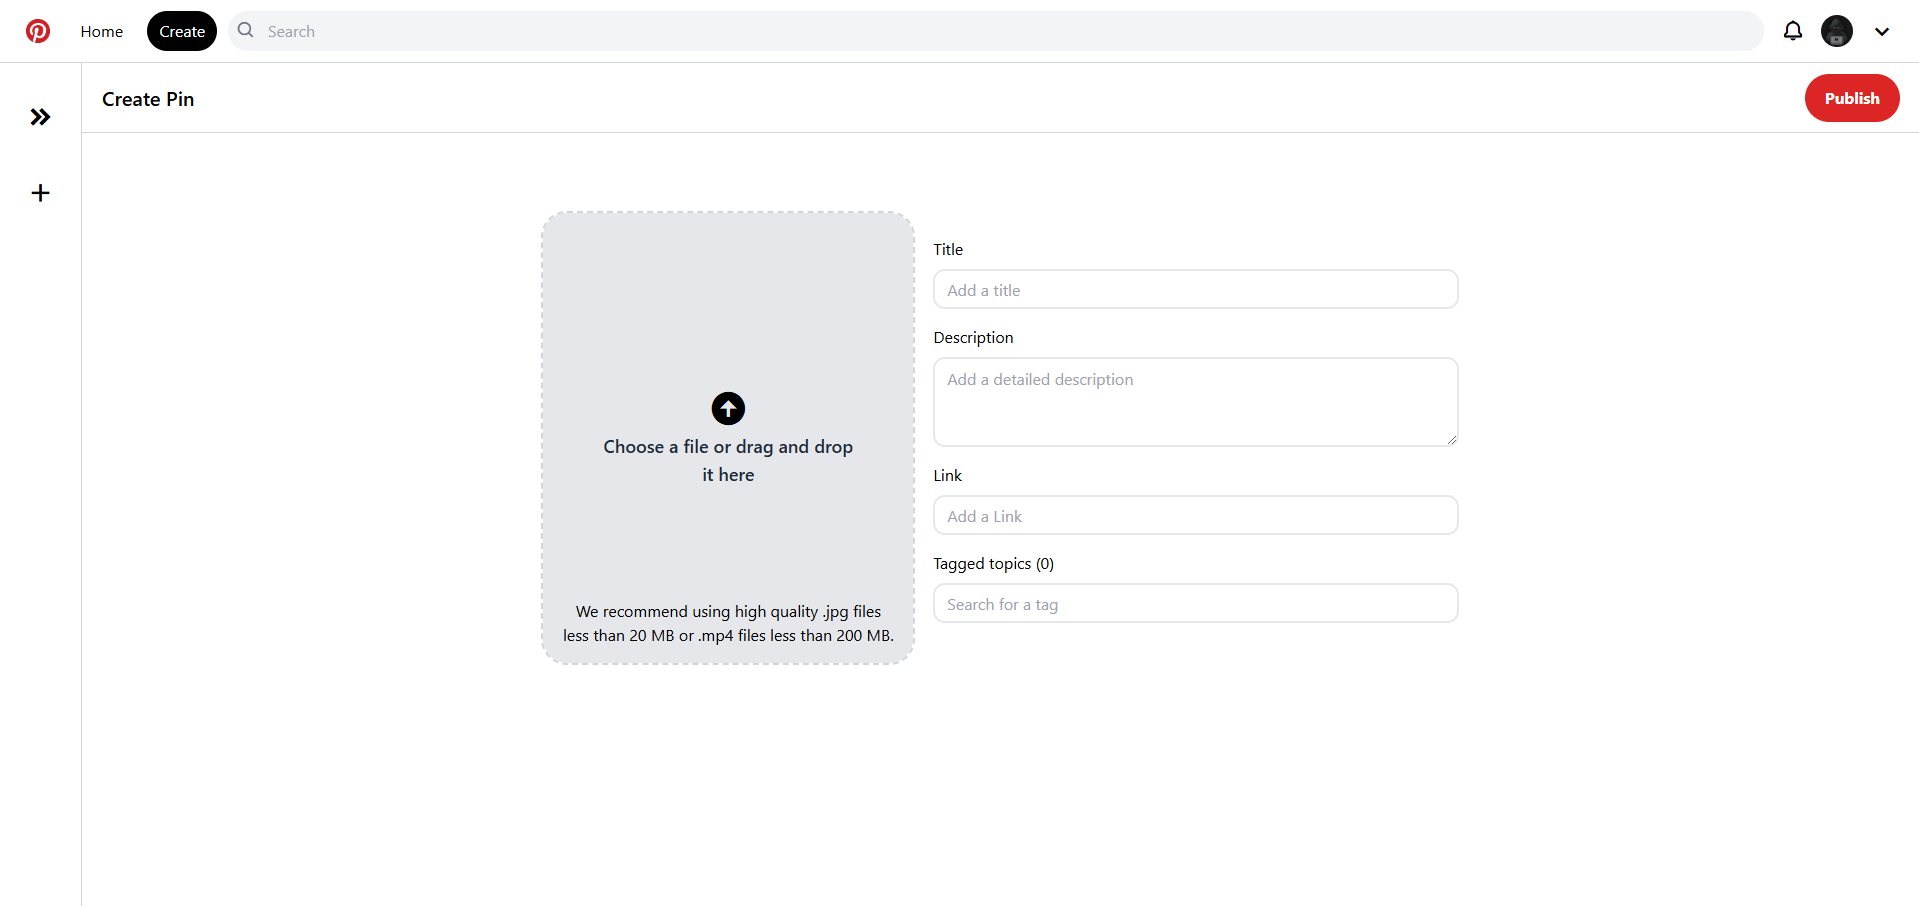 Home
Create
Search
Create Pin
Publish
Choose a file or drag and drop
it here
We recommend using high quality .jpg files
less than 20 MB or .mp4 files less than 200 MB.
Title
Add a title
Description
Add a detailed description
Link
Add a Link
Tagged topics (0)
Search for a tag